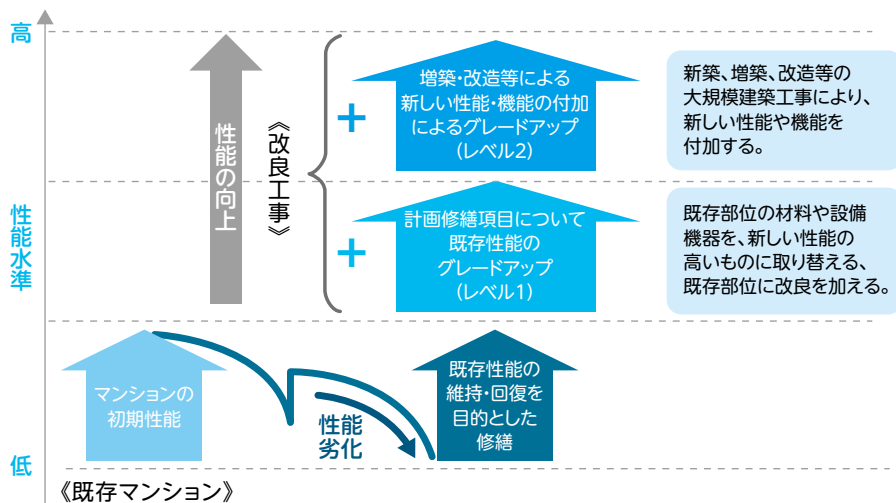 高
性能水準
低
性能の向上
《改良工事》
+
増築・改造等による
新しい性能・機能の付加
によるグレードアップ
(レベル2)
新築、増築、改造等の
大規模建築工事により、
新しい性能や機能を
付加する。
+
計画修繕項目について
既存性能の
グレードアップ
(レベル1)
既存部位の材料や設備
機器を、新しい性能の
高いものに取り替える、
既存部位に改良を加える。
マンションの
初期性能
性能
劣化
既存性能の
維持・回復を
目的とした
修繕
《既存マンション》